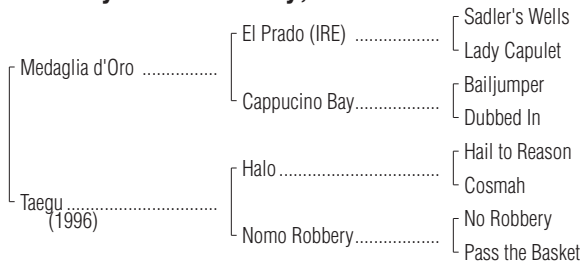 Sadler's Wells
El Prado (IRE) ..................
Lady Capulet
Medaglia d'Oro ................
Bailjumper
Cappucino Bay..................
Dubbed In
Hail to Reason
Halo ..................................
Cosmah
Taegu ................................
(1996)
No Robbery
Nomo Robbery..................
Pass the Basket